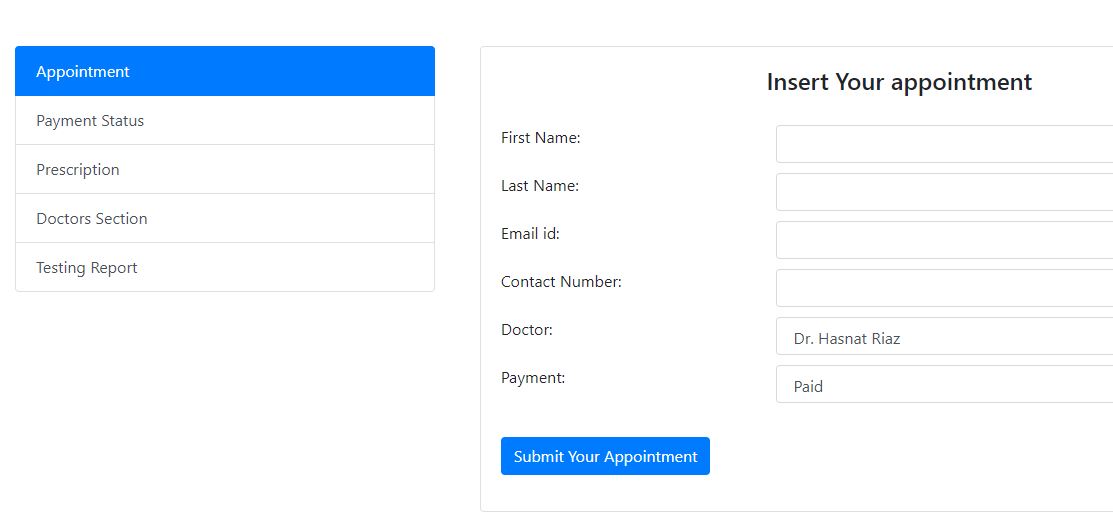 Appointment
Payment Status
Prescription
Doctors Section
Testing Report
Insert Your appointment
First Name:
Last Name:
Email id:
Contact Number:
Doctor:
Dr. Hasnat Riaz
Payment:
Paid
Submit Your Appointment